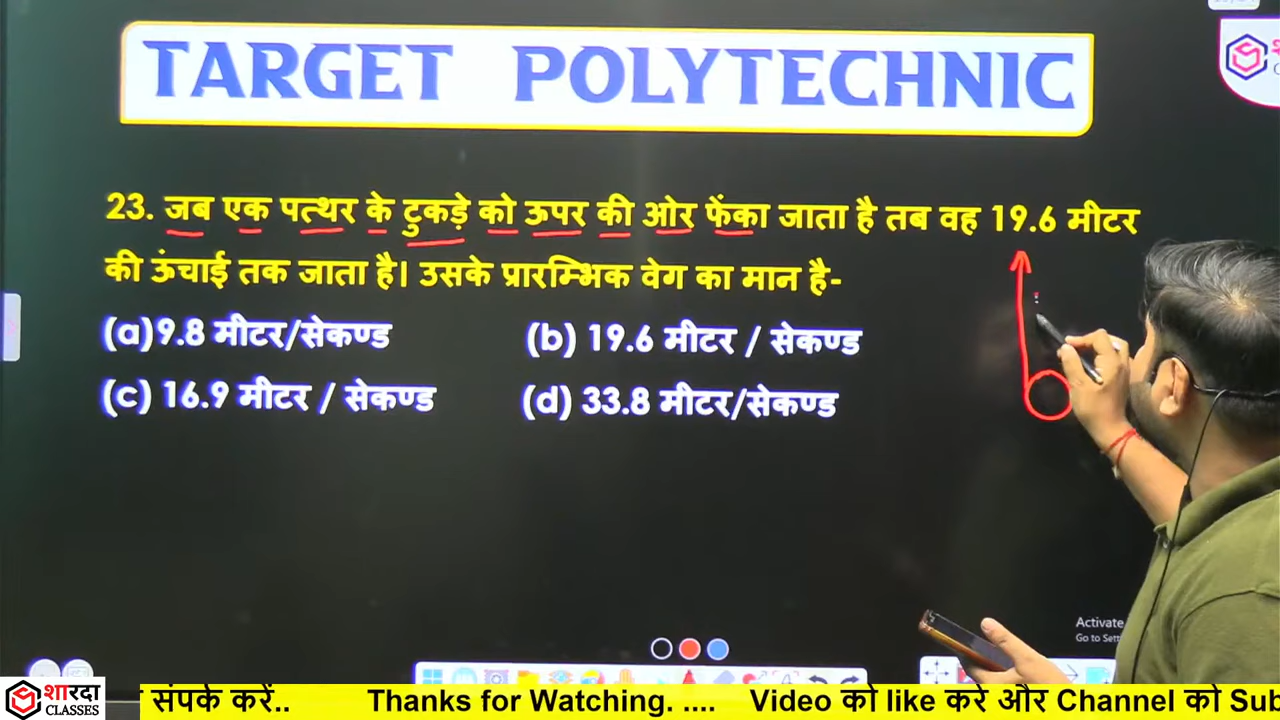 TARGET POLYTECHNIC
23. जब एक पत्थर के टुकड़े को ऊपर की ओर फेंका जाता है तब वह 19.6 मीटर
की ऊंचाई तक जाता है। उसके प्रारम्भिक वेग का मान है-
(a)9.8 मीटर/सेकण्ड (b) 19.6 मीटर / सेकण्ड
(c) 16.9 मीटर / सेकण्ड (d) 33.8 मीटर/सेकण्ड
Activate
Go to Sett
शारदा
CLASSES
संपर्क करें.. Thanks for Watching. .... Video को like करे और Channel को Sub